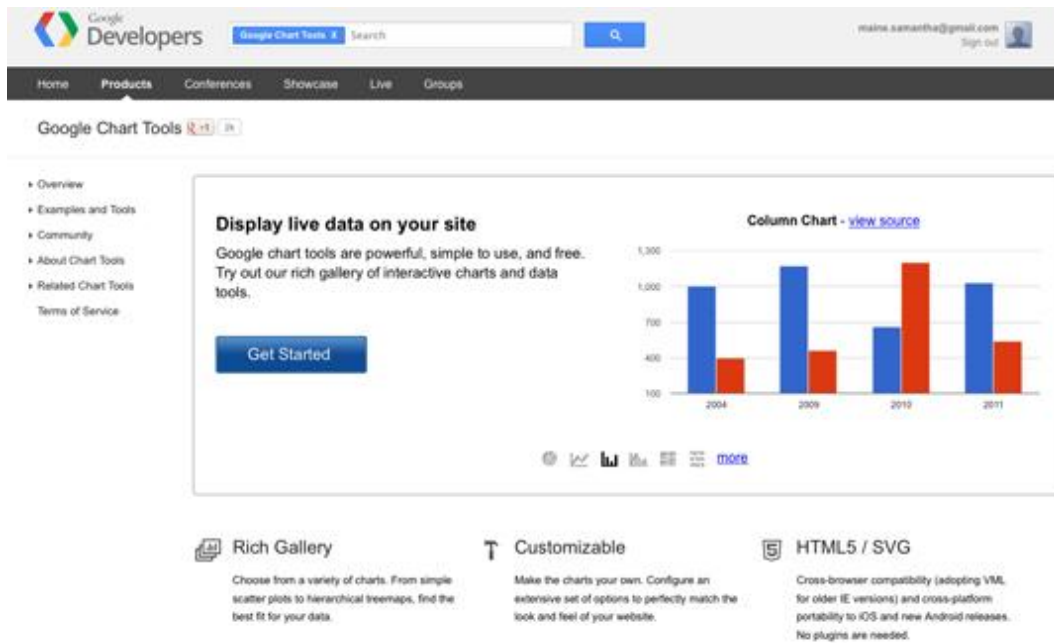 Google
Developers
Google Chart Tools X Search
maine.samantha@gmail.com
Sign out
Home Products Conferences Showcase Live Groups
Google Chart Tools +1 2k
Overview
Examples and Tools
Community
About Chart Tools
Related Chart Tools
Terms of Service
Display live data on your site
Google chart tools are powerful, simple to use, and free.
Try out our rich gallery of interactive charts and data
tools.
Get Started
Column Chart - view source
1,300
1,000
700
400
100
2004 2009 2010 2011
more
Rich Gallery
Choose from a variety of charts. From simple
scatter plots to hierarchical treemaps, find the
best fit for your data.
Customizable
Make the charts your own. Configure an
extensive set of options to perfectly match the
look and feel of your website.
5 HTML5 / SVG
Cross-browser compatibility (adopting VML
for older IE versions) and cross-platform
portability to iOS and new Android releases.
No plugins are needed.